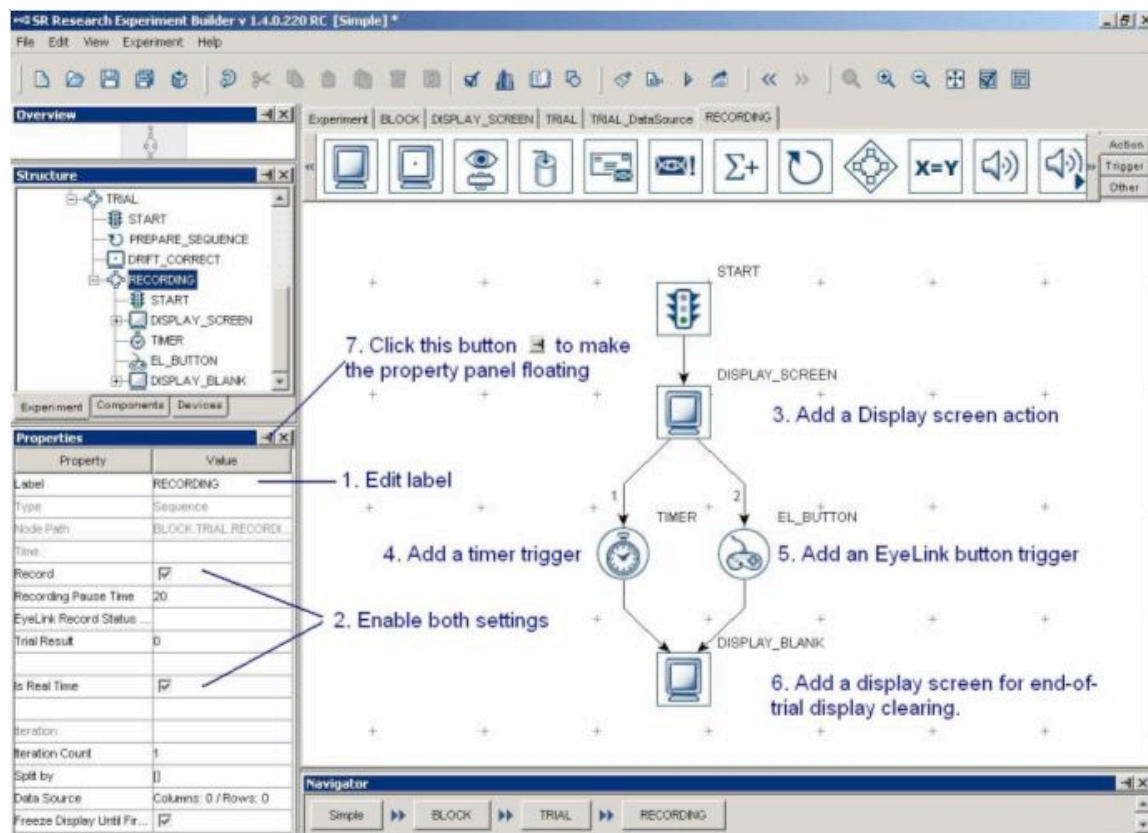 SR Research Experiment Builder v 1.4.0.220 RC [Simple] *
File Edit View Experiment Help
Overview
Experiment BLOCK DISPLAY_SCREEN TRIAL TRIAL_DataSource RECORDING
X=Y
Σ+
Action
Trigger
Other
Structure
TRIAL
START
PREPARE_SEQUENCE
DRIFT_CORRECT
RECORDING
START
DISPLAY_SCREEN
TIMER
EL_BUTTON
DISPLAY_BLANK
Experiment Components Devices
Properties
Property Value
Label RECORDING
Type Sequence
Node Path BLOCK.TRIAL.RECORDI...
Time
Record
Recording Pause Time 20
EyeLink Record Status ...
Trial Result 0
Is Real Time
Iteration
Iteration Count 1
Split by []
Data Source Columns: 0 / Rows: 0
Freeze Display Until Fir...
START
7. Click this button to make
the property panel floating
DISPLAY_SCREEN
3. Add a Display screen action
1. Edit label
1 2
TIMER EL_BUTTON
4. Add a timer trigger
5. Add an EyeLink button trigger
2. Enable both settings
DISPLAY_BLANK
6. Add a display screen for end-of-
trial display clearing.
Navigator
Simple BLOCK TRIAL RECORDING